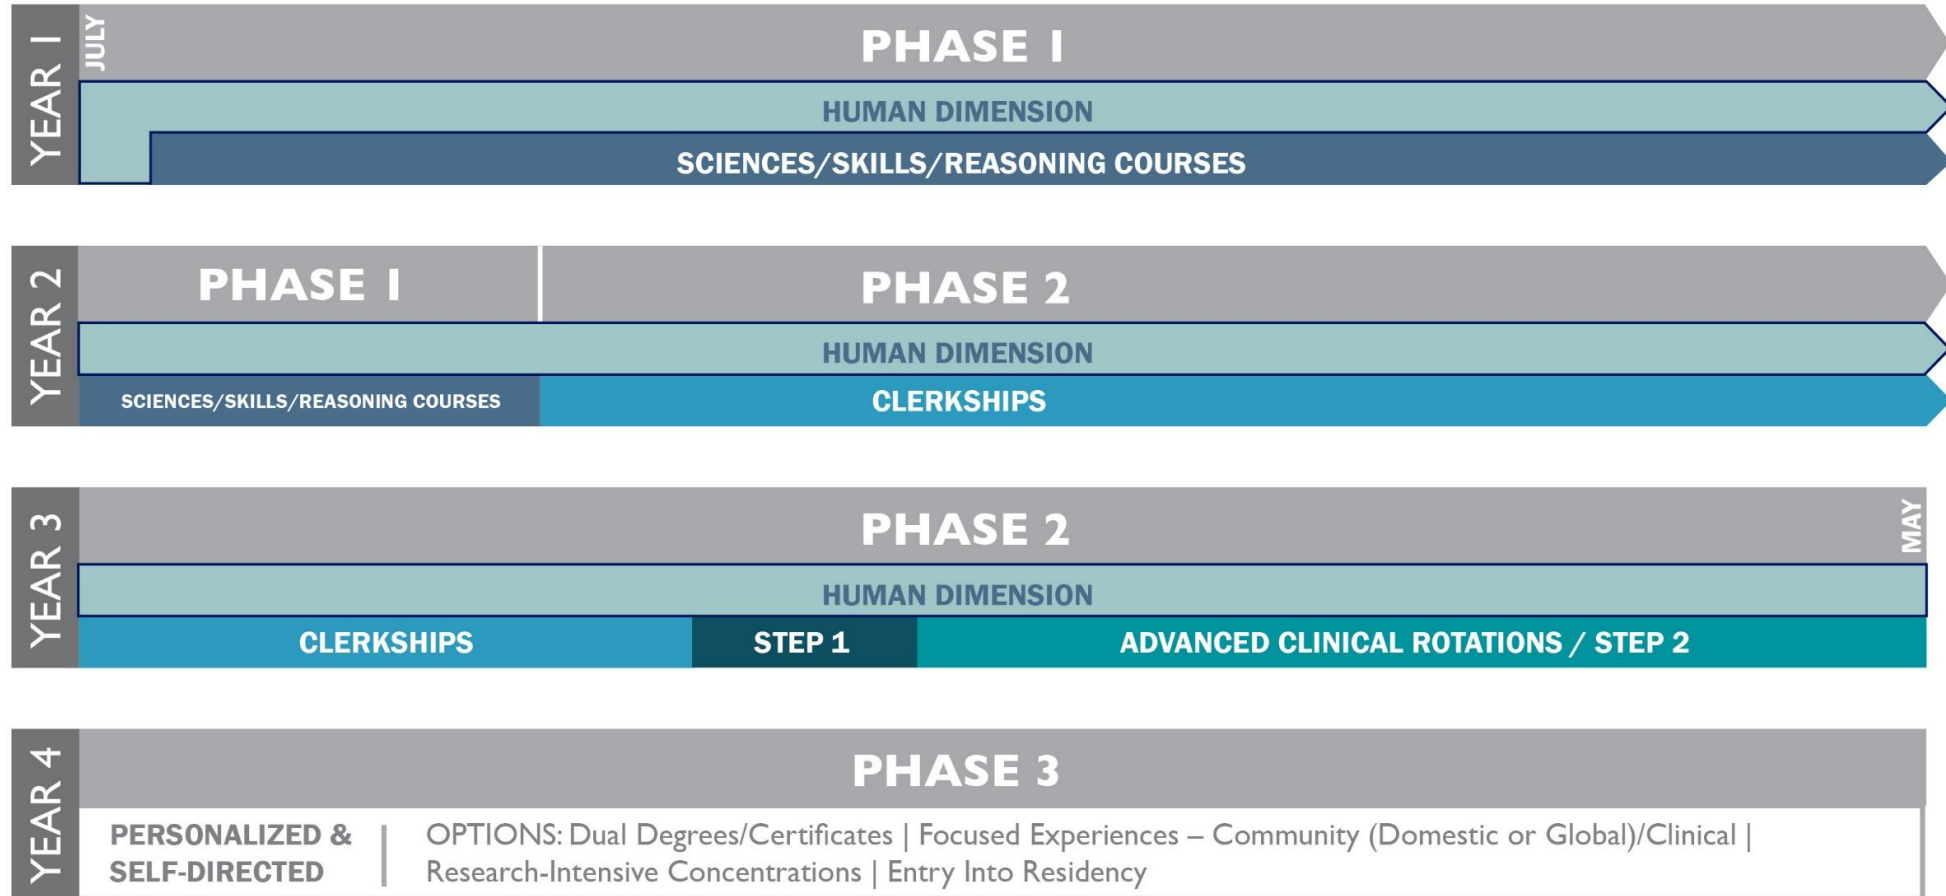 YEAR 1
JULY
PHASE 1
HUMAN DIMENSION
SCIENCES/SKILLS/REASONING COURSES
YEAR 2
PHASE 1
PHASE 2
HUMAN DIMENSION
SCIENCES/SKILLS/REASONING COURSES
CLERKSHIPS
YEAR 3
PHASE 2
MAY
HUMAN DIMENSION
CLERKSHIPS
STEP 1
ADVANCED CLINICAL ROTATIONS / STEP 2
YEAR 4
PHASE 3
PERSONALIZED &
SELF-DIRECTED
OPTIONS: Dual Degrees/Certificates | Focused Experiences – Community (Domestic or Global)/Clinical |
Research-Intensive Concentrations | Entry Into Residency